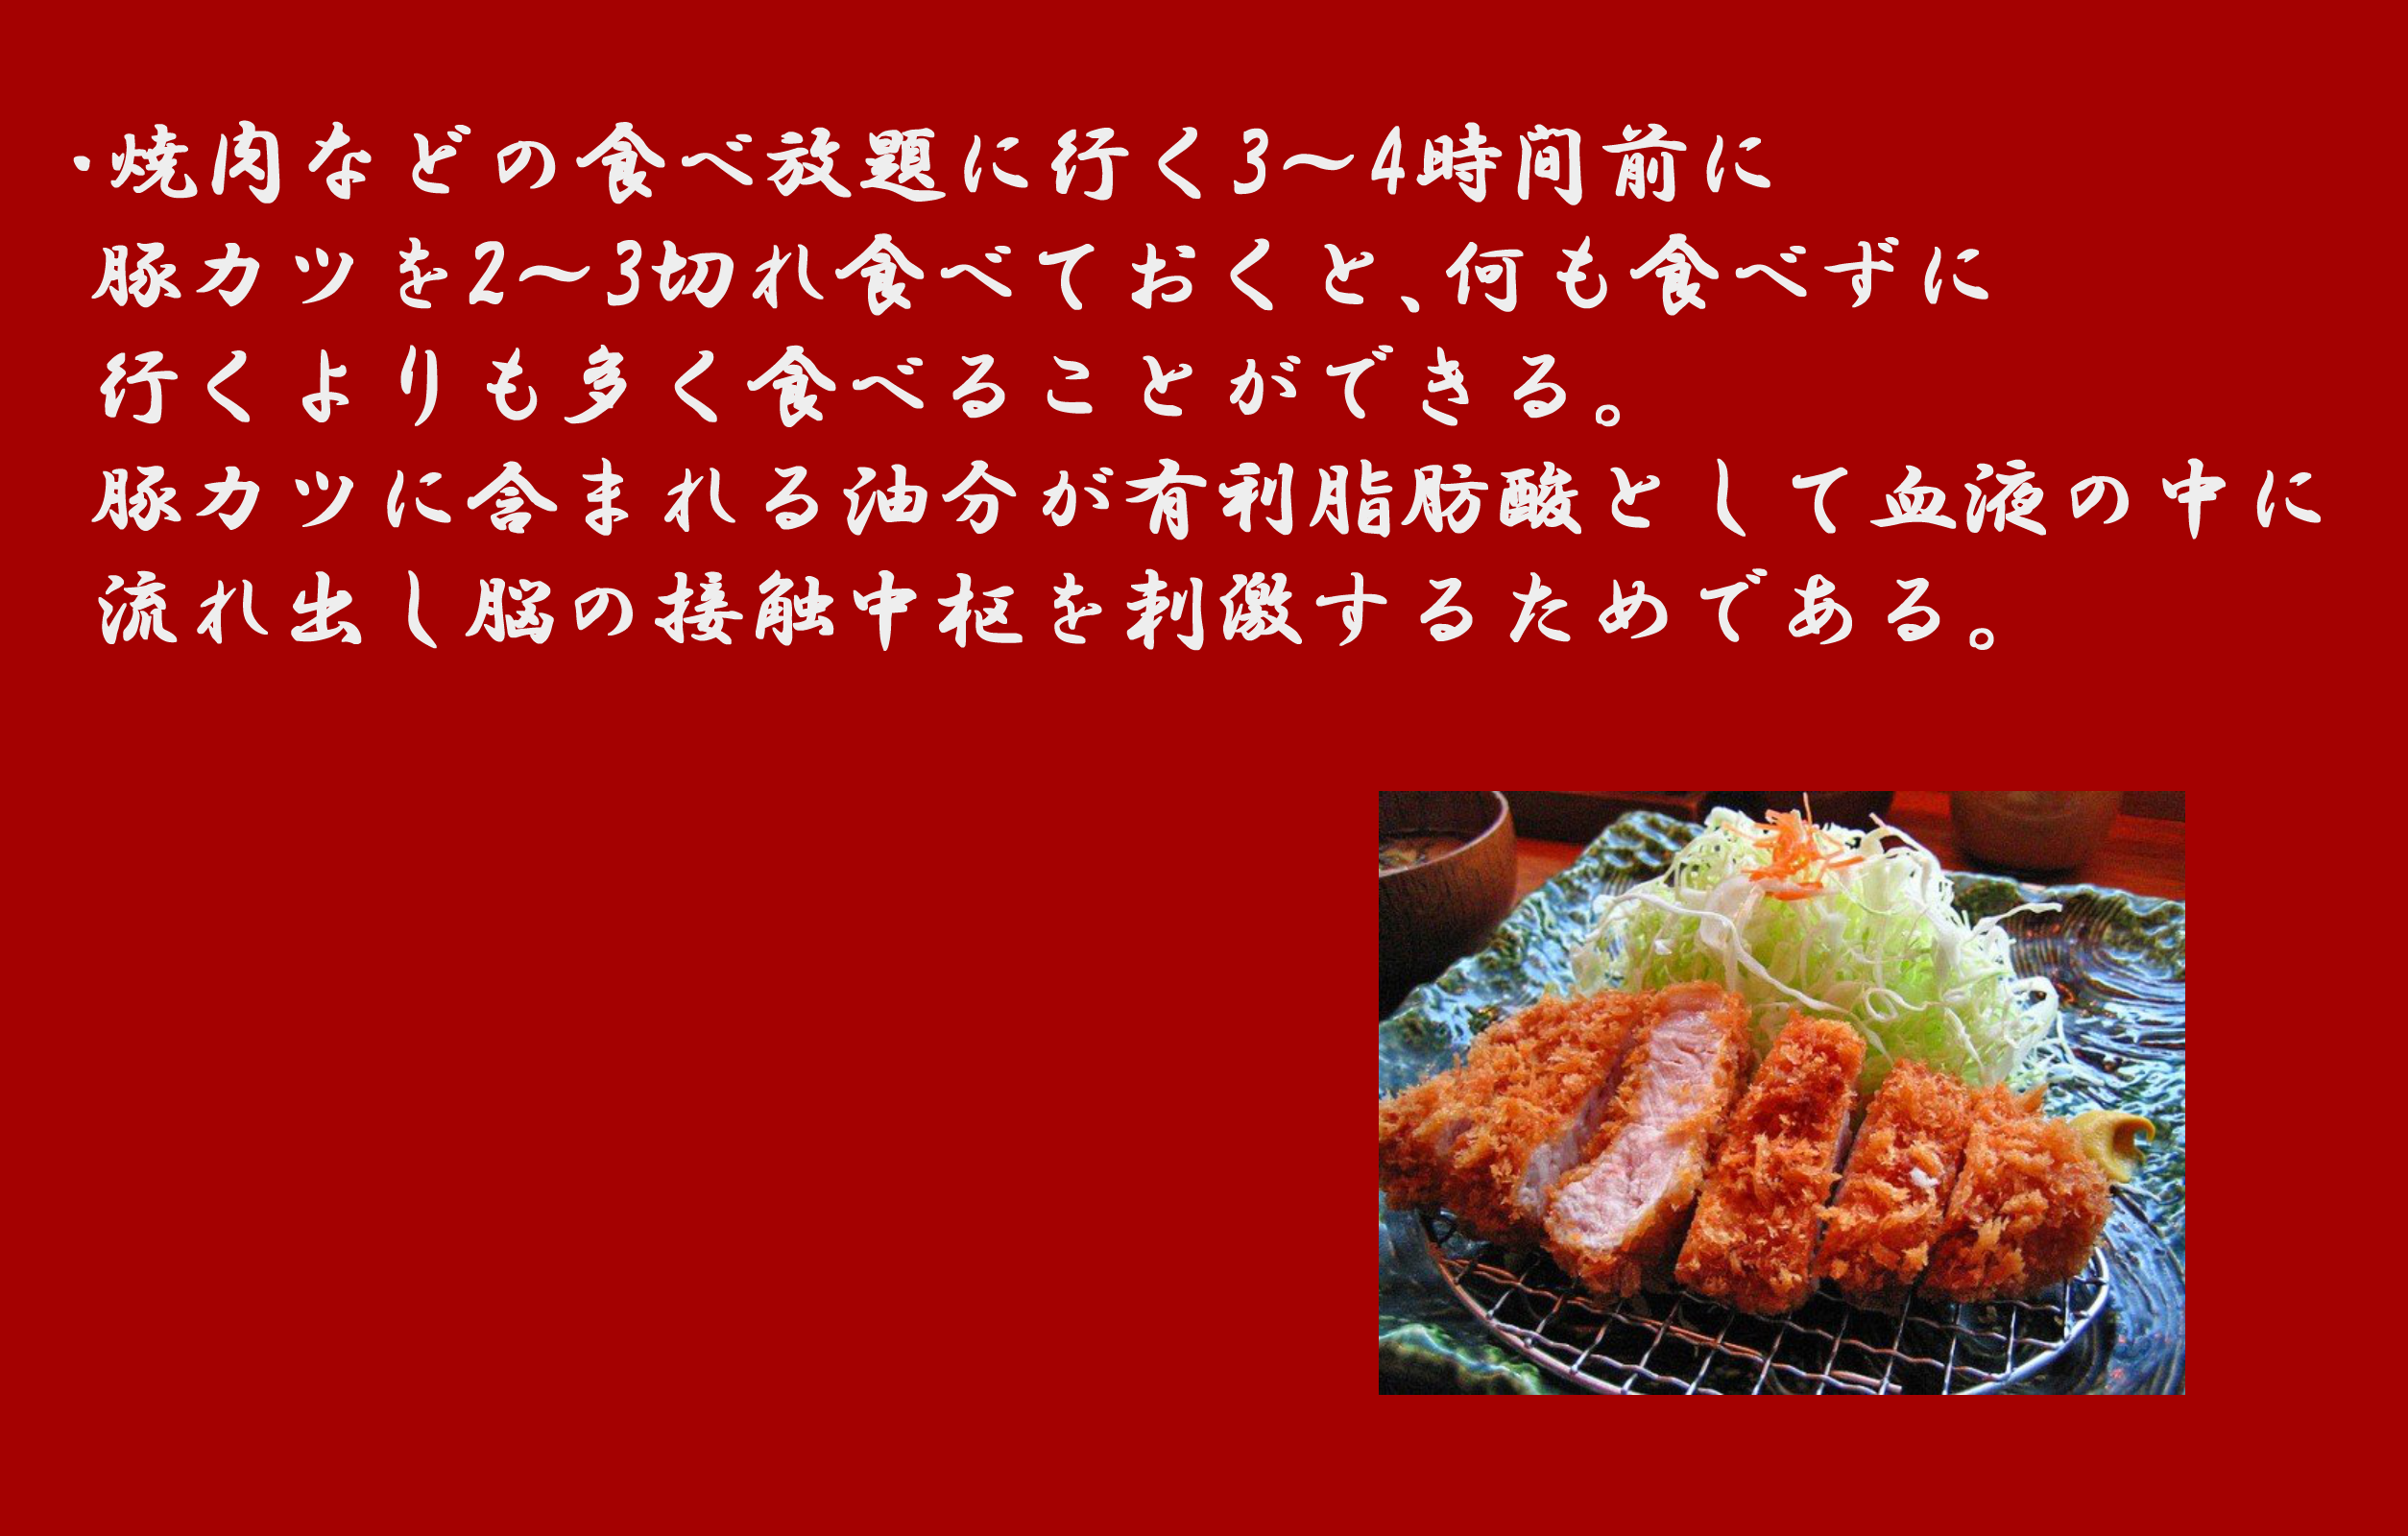 ・焼肉などの食べ放題に行く3～4時間前に
豚カツを2～3切れ食べておくと、何も食べずに
行くよりも多く食べることができる。
豚カツに含まれる油分が有利脂肪酸として血液の中に
流れ出し脳の接触中枢を刺激するためである。